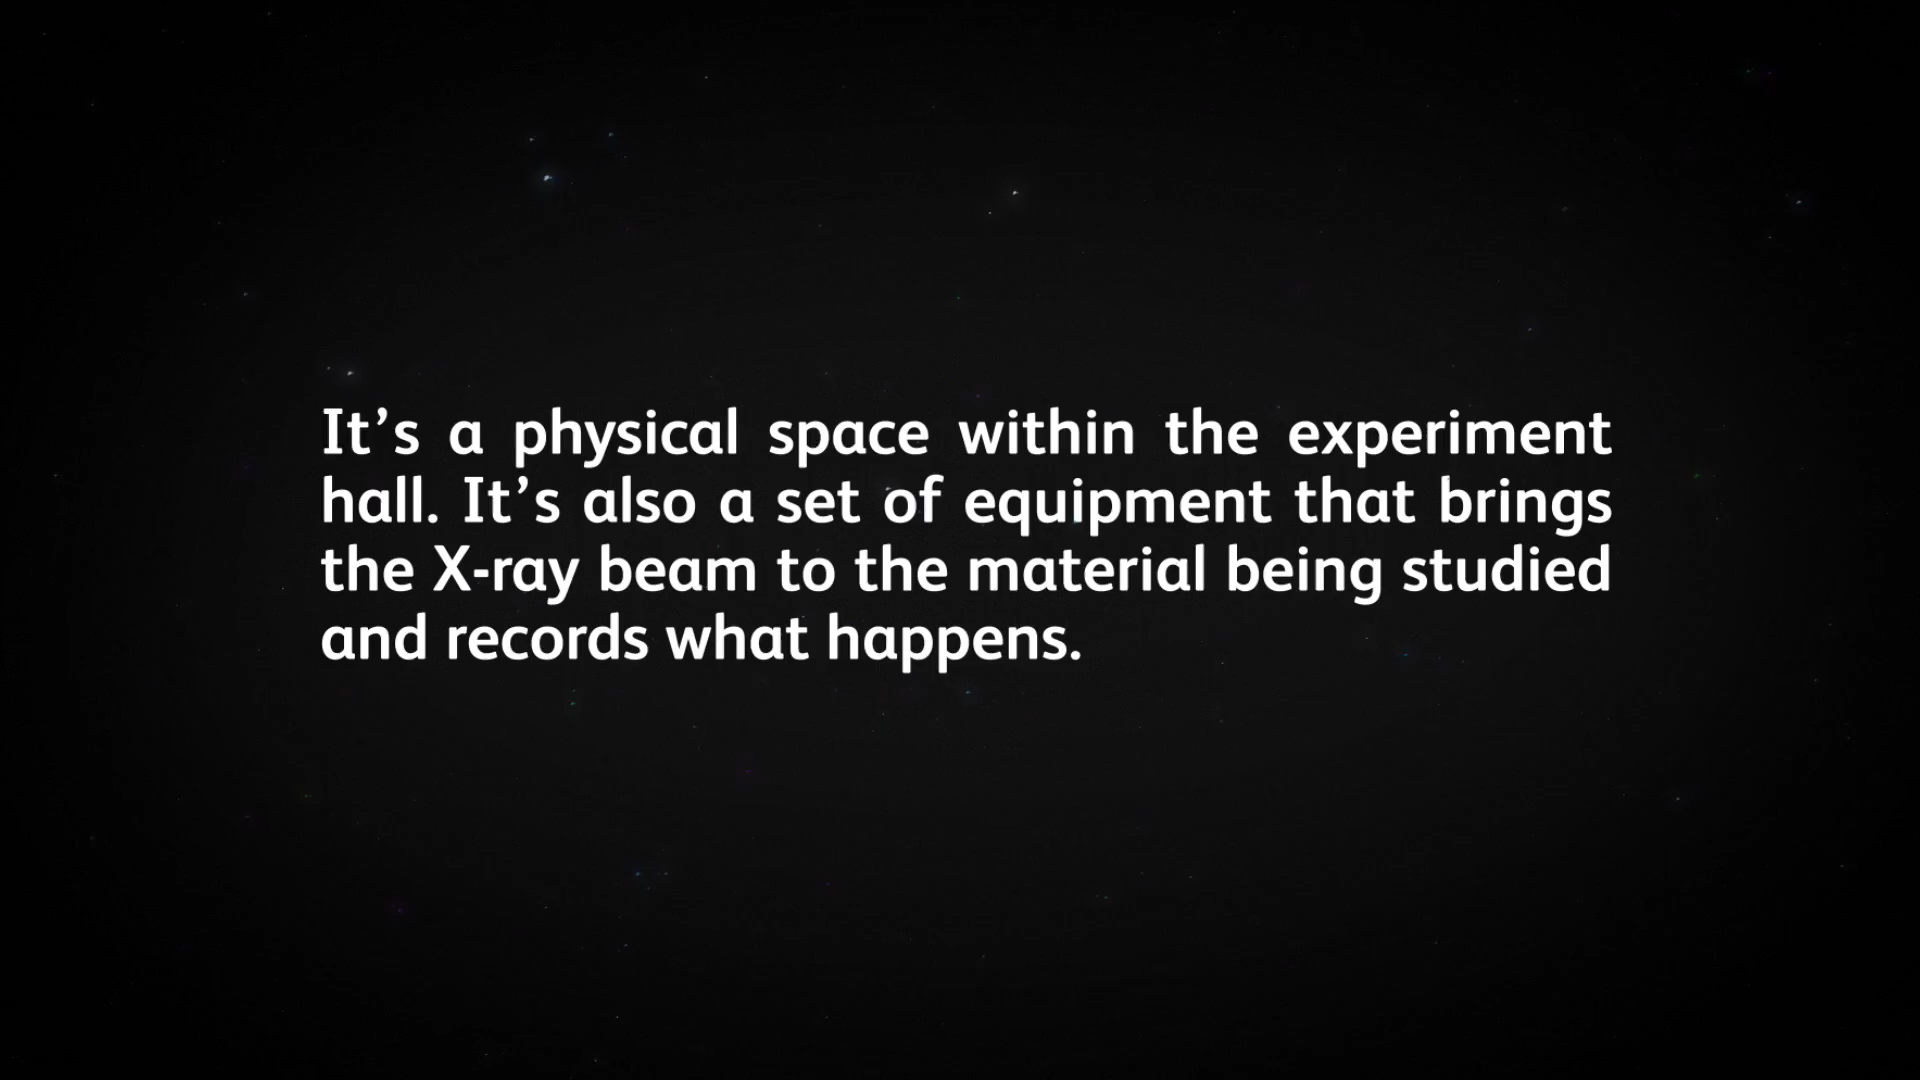 It’s a physical space within the experiment
hall. It’s also a set of equipment that brings
the X-ray beam to the material being studied
and records what happens.